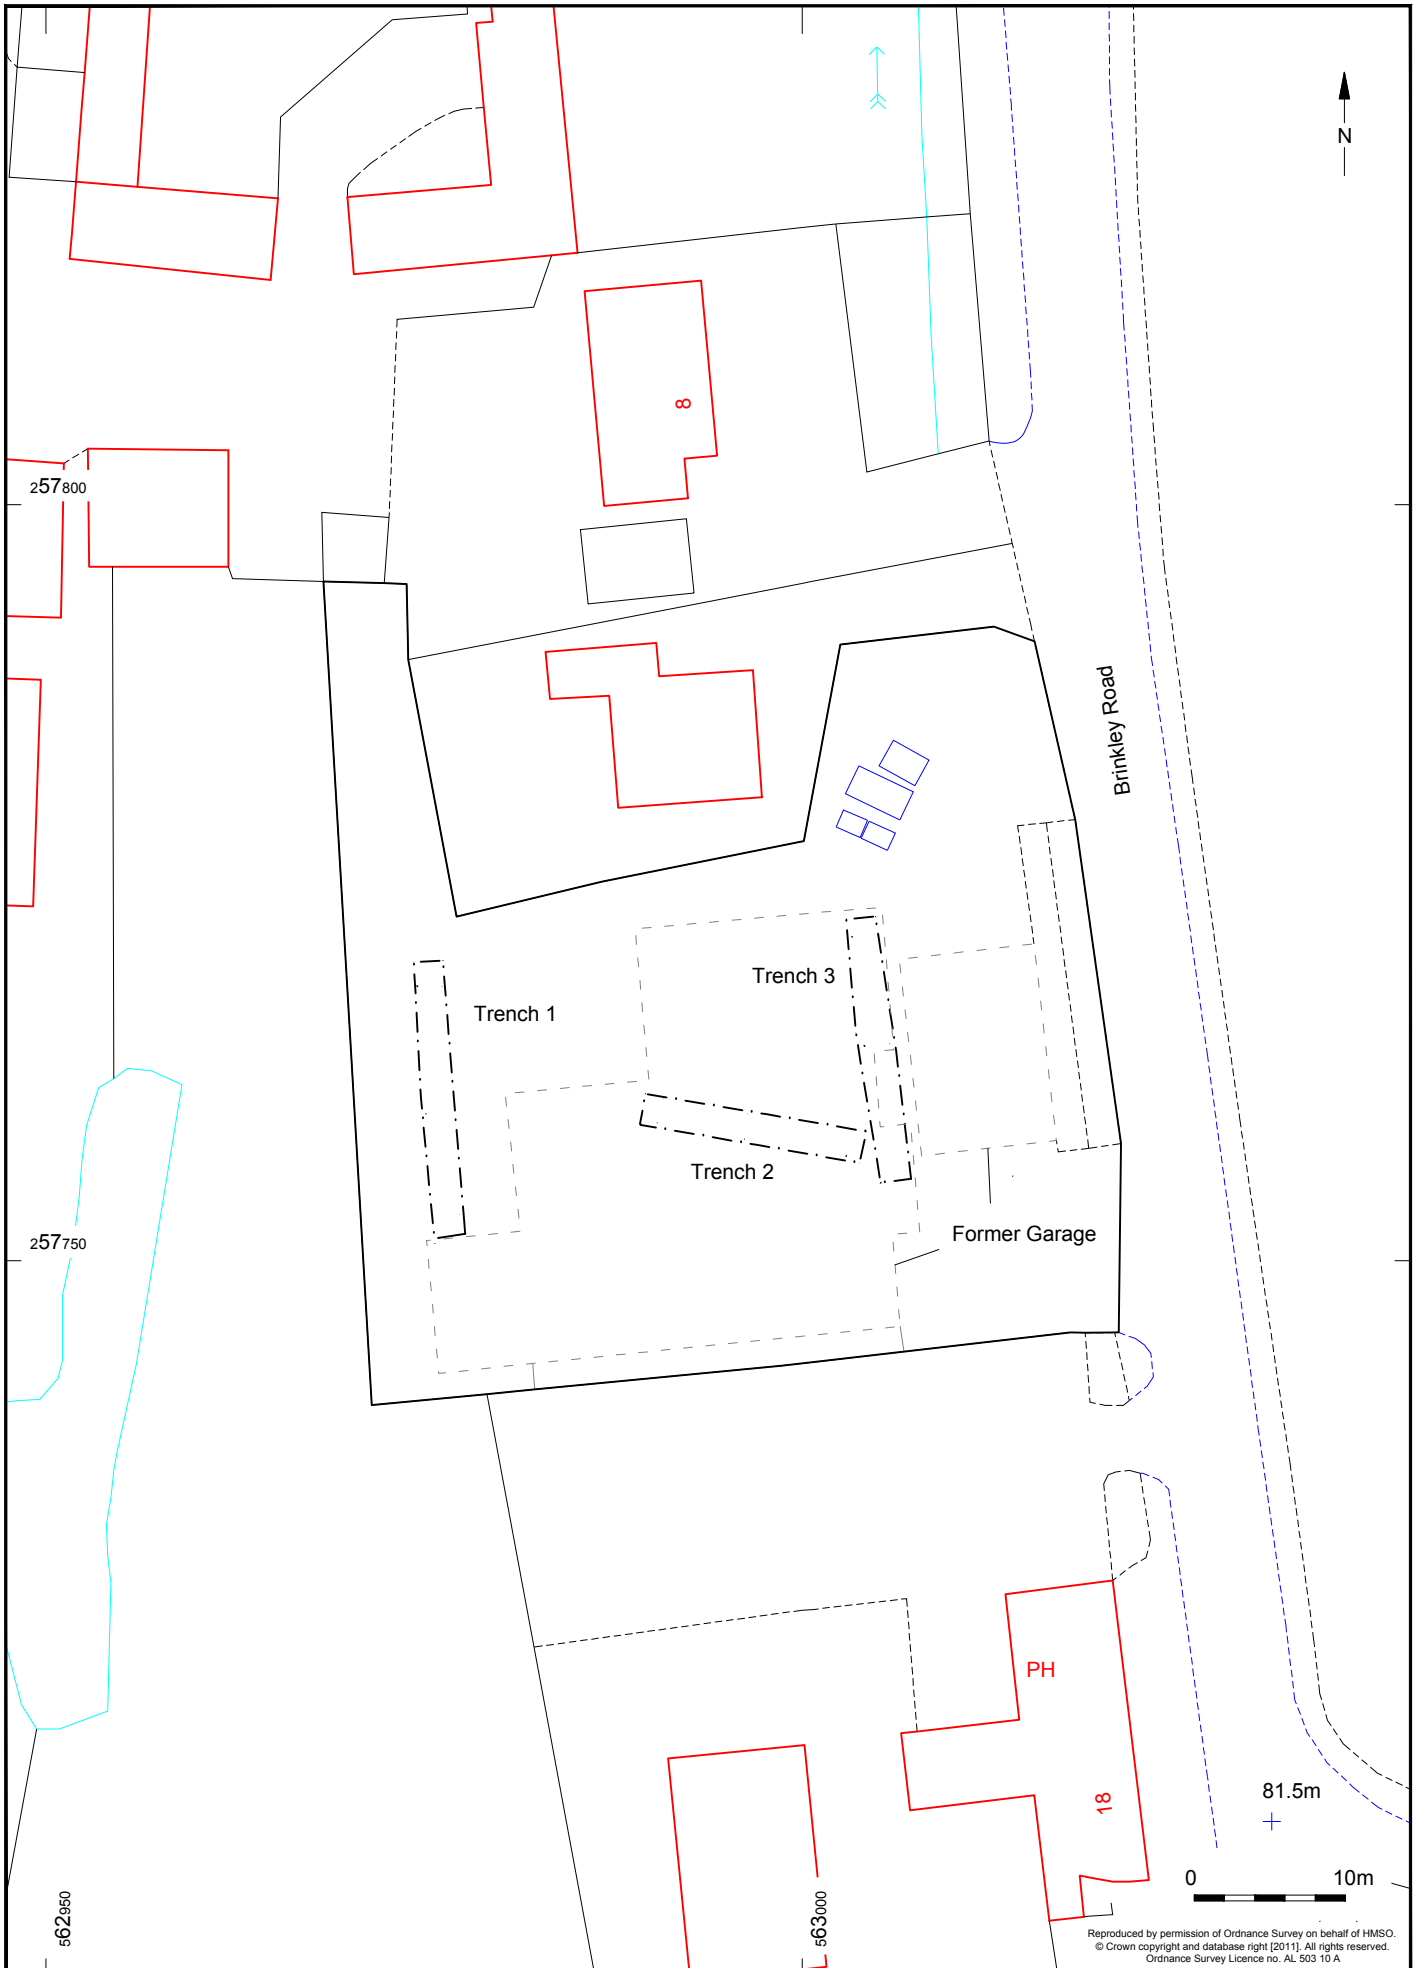 N
8
257800
Brinkley Road
Trench 3
Trench 1
Trench 2
Former Garage
257750
PH
18
81.5m
0 10m
562950
563000
Reproduced by permission of Ordnance Survey on behalf of HMSO.
© Crown copyright and database right [2011]. All rights reserved.
Ordnance Survey Licence no. AL 503 10 A